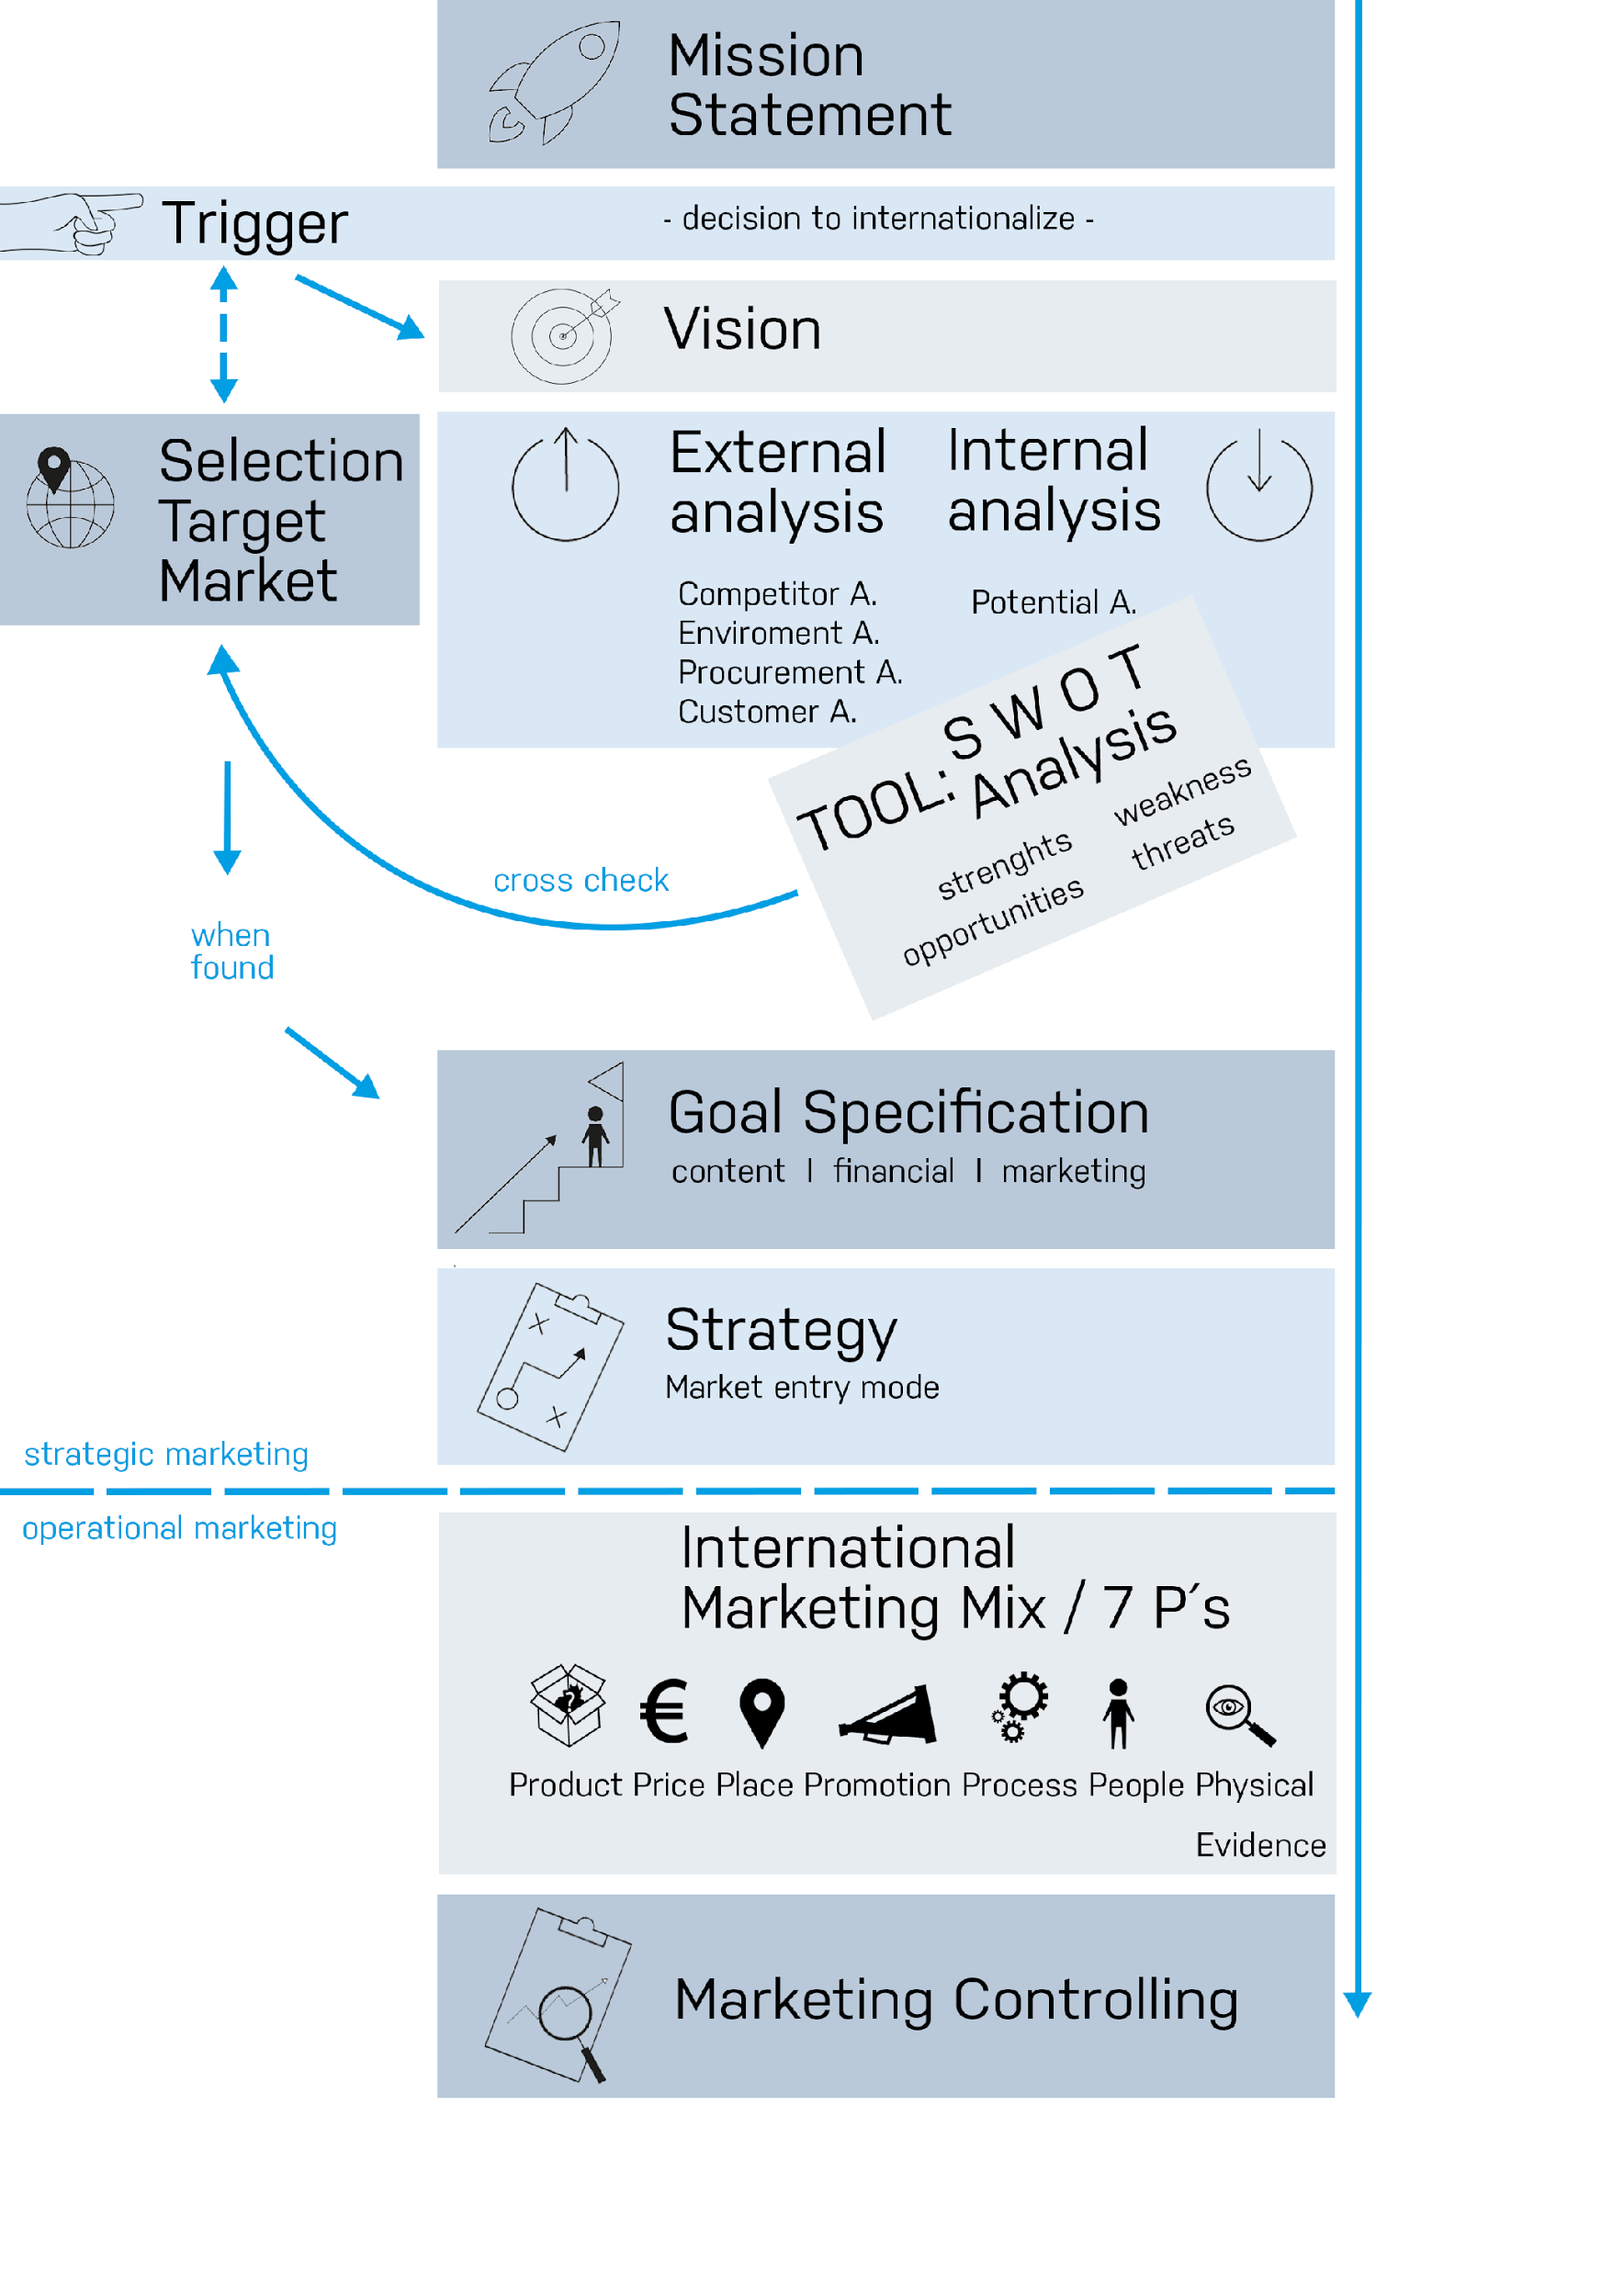 Mission
Statement
Trigger
- decision to internationalize -
Vision
Selection
Target
Market
External
analysis
Competitor A.
Enviroment A.
Procurement A.
Customer A.
Internal
analysis
Potential A.
TOOL: S W O T
Analysis
strenghts weakness
opportunities threats
cross check
when
found
Goal Specification
content I financial I marketing
Strategy
Market entry mode
strategic marketing
operational marketing
International
Marketing Mix / 7 P´s
?
€
Product Price Place Promotion Process People Physical
Evidence
Marketing Controlling